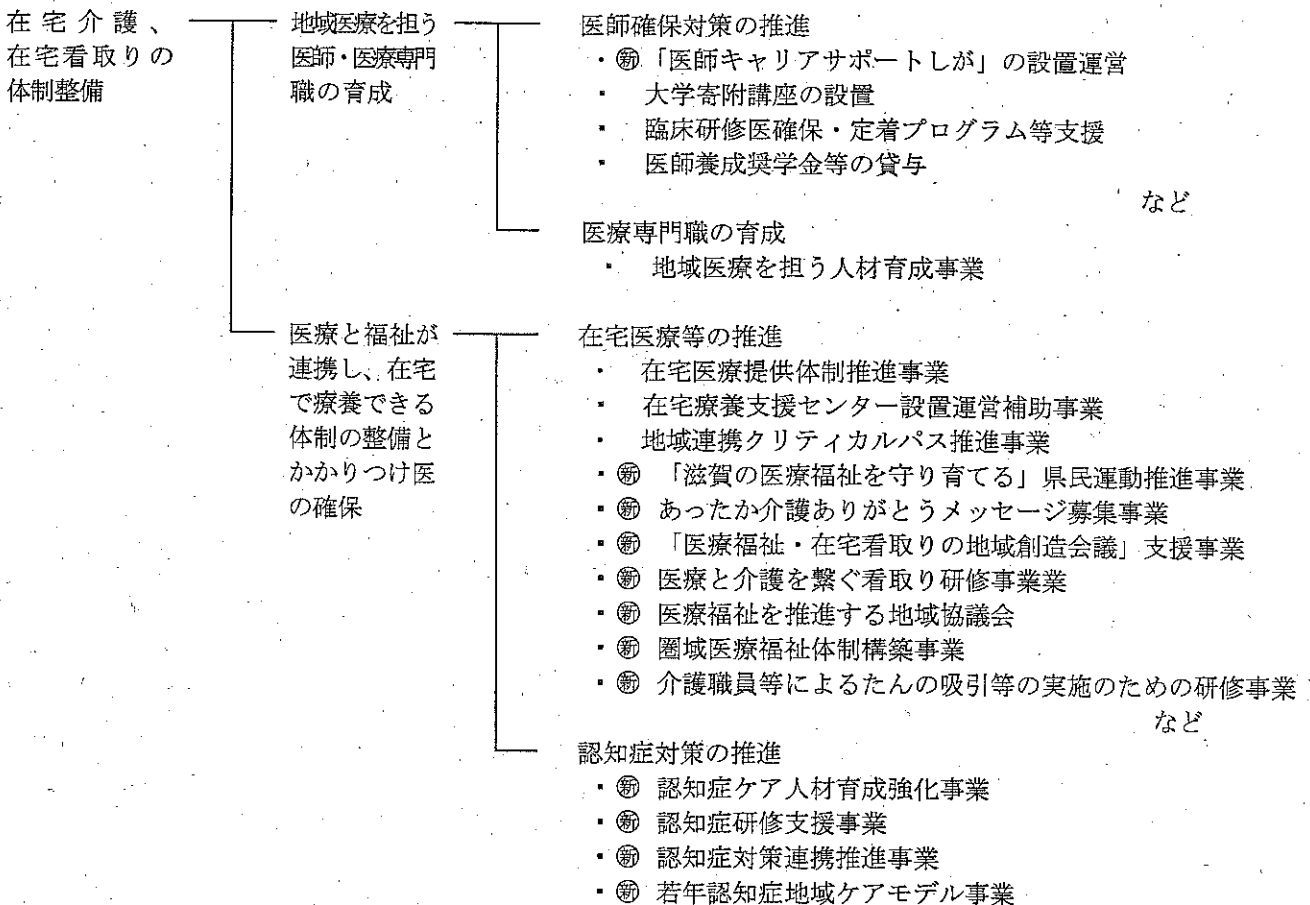 在宅介護、
在宅看取りの
体制整備
地域医療を担う
医師・医療専門
職の育成
医師確保対策の推進
・㊟「医師キャリアサポートしが」の設置運営
・ 大学寄附講座の設置
・ 臨床研修医確保・定着プログラム等支援
・ 医師養成奨学金等の貸与
など
医療専門職の育成
・ 地域医療を担う人材育成事業
医療と福祉が
連携し、在宅
で療養できる
体制の整備と
かかりつけ医
の確保
在宅医療等の推進
・ 在宅医療提供体制推進事業
・ 在宅療養支援センター設置運営補助事業
・ 地域連携クリティカルパス推進事業
・新 「滋賀の医療福祉を守り育てる」県民運動推進事業
・新 あったか介護ありがとうメッセージ募集事業
・新 「医療福祉・在宅看取りの地域創造会議」支援事業
・新 医療と介護を繋ぐ看取り研修事業業
・新 医療福祉を推進する地域協議会
・新 圏域医療福祉体制構築事業
・新 介護職員等によるたんの吸引等の実施のための研修事業
など
認知症対策の推進
・新 認知症ケア人材育成強化事業
・新 認知症研修支援事業
・新 認知症対策連携推進事業
・新 若年認知症地域ケアモデル事業